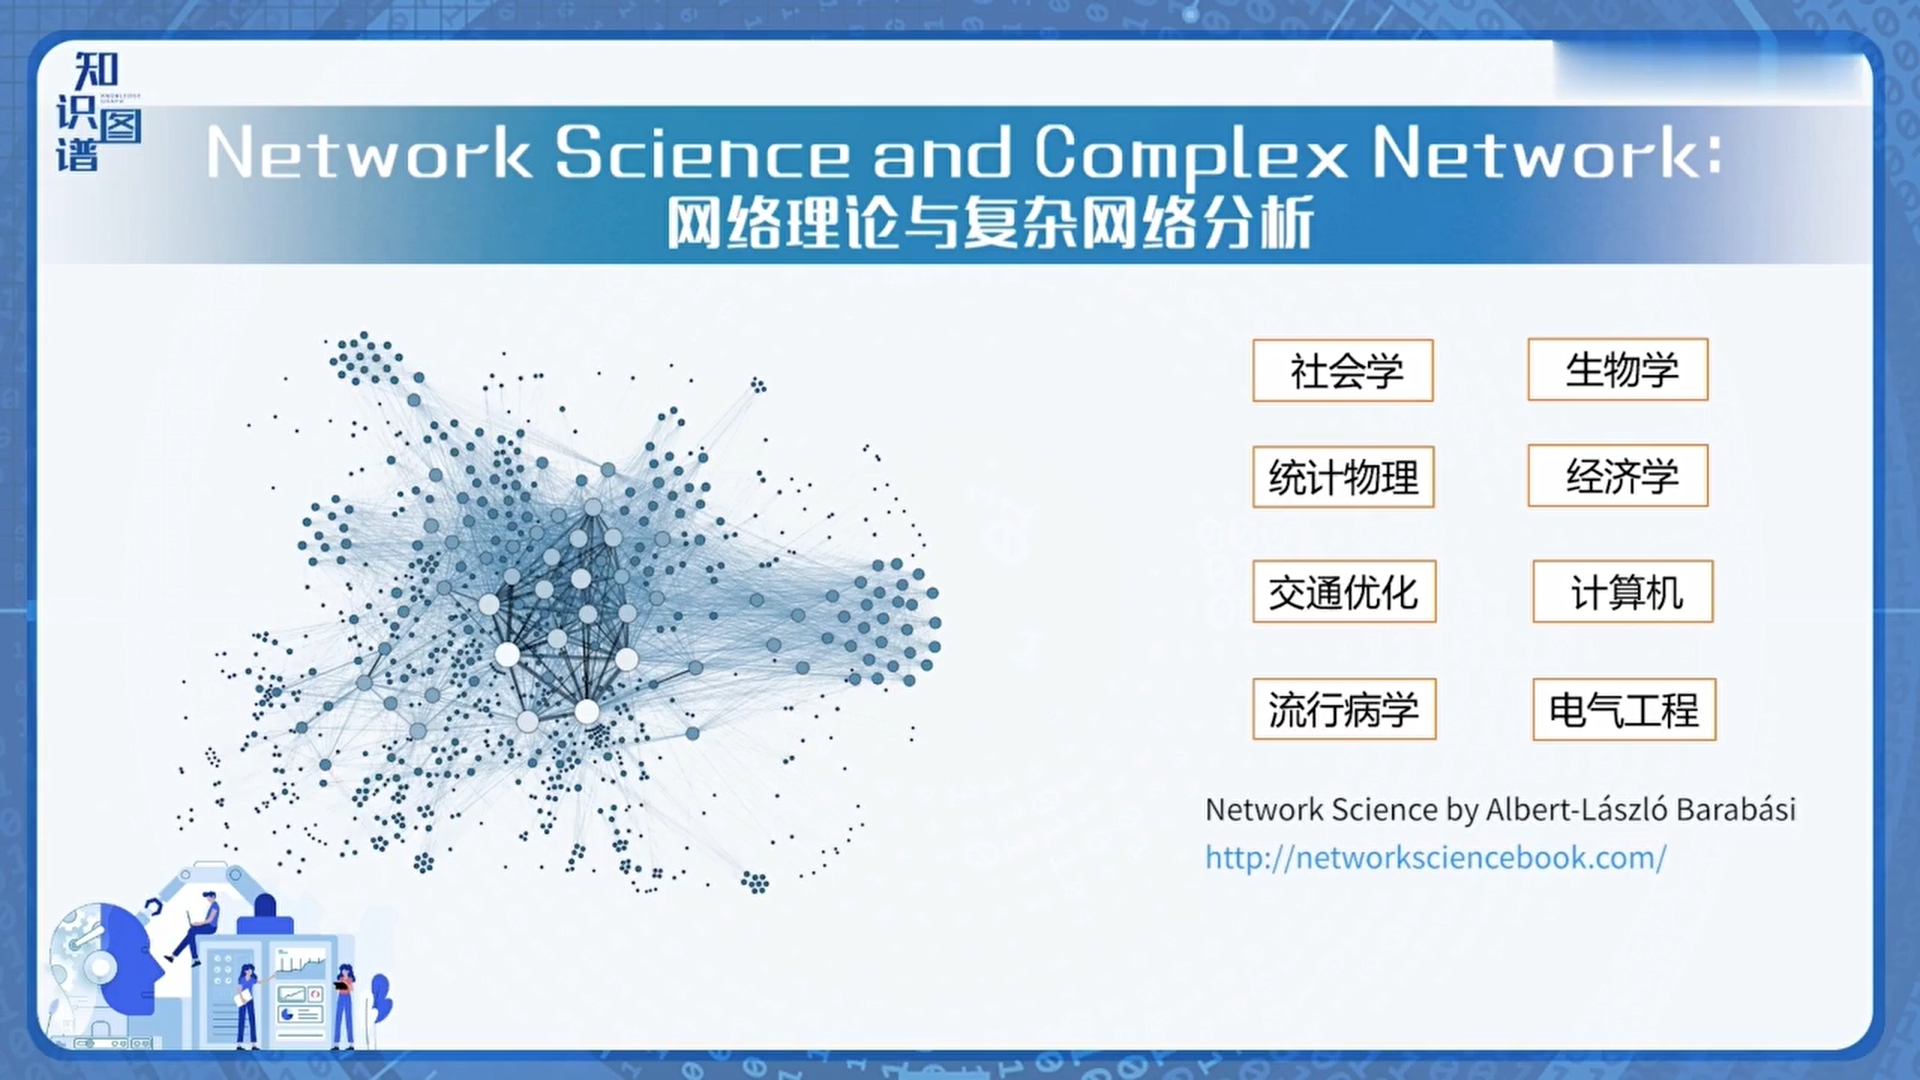 知识图谱
KNOWLEDGE
GRAPH
Network Science and Complex Network:
网络理论与复杂网络分析
社会学
生物学
统计物理
经济学
交通优化
计算机
流行病学
电气工程
Network Science by Albert-László Barabási
http://networksciencebook.com/